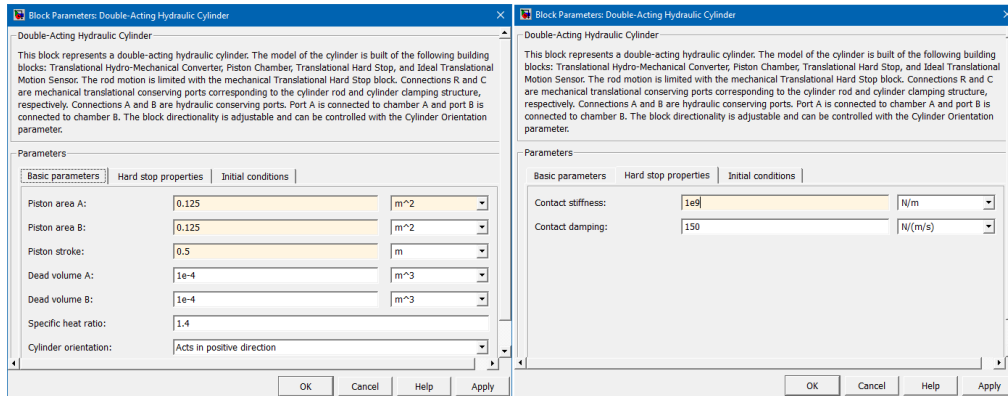 Block Parameters: Double-Acting Hydraulic Cylinder
Double-Acting Hydraulic Cylinder
This block represents a double-acting hydraulic cylinder. The model of the cylinder is built of the following building
blocks: Translational Hydro-Mechanical Converter, Piston Chamber, Translational Hard Stop, and Ideal Translational
Motion Sensor. The rod motion is limited with the mechanical Translational Hard Stop block. Connections R and C
are mechanical translational conserving ports corresponding to the cylinder rod and cylinder clamping structure,
respectively. Connections A and B are hydraulic conserving ports. Port A is connected to chamber A and port B is
connected to chamber B. The block directionality is adjustable and can be controlled with the Cylinder Orientation
parameter.
Parameters
Basic parameters Hard stop properties Initial conditions
Piston area A: 0.125 m^2
Piston area B: 0.125 m^2
Piston stroke: 0.5 m
Dead volume A: 1e-4 m^3
Dead volume B: 1e-4 m^3
Specific heat ratio: 1.4
Cylinder orientation: Acts in positive direction
OK Cancel Help Apply
Block Parameters: Double-Acting Hydraulic Cylinder
Double-Acting Hydraulic Cylinder
This block represents a double-acting hydraulic cylinder. The model of the cylinder is built of the following building
blocks: Translational Hydro-Mechanical Converter, Piston Chamber, Translational Hard Stop, and Ideal Translational
Motion Sensor. The rod motion is limited with the mechanical Translational Hard Stop block. Connections R and C
are mechanical translational conserving ports corresponding to the cylinder rod and cylinder clamping structure,
respectively. Connections A and B are hydraulic conserving ports. Port A is connected to chamber A and port B is
connected to chamber B. The block directionality is adjustable and can be controlled with the Cylinder Orientation
parameter.
Parameters
Basic parameters Hard stop properties Initial conditions
Contact stiffness: 1e9 N/m
Contact damping: 150 N/(m/s)
OK Cancel Help Apply